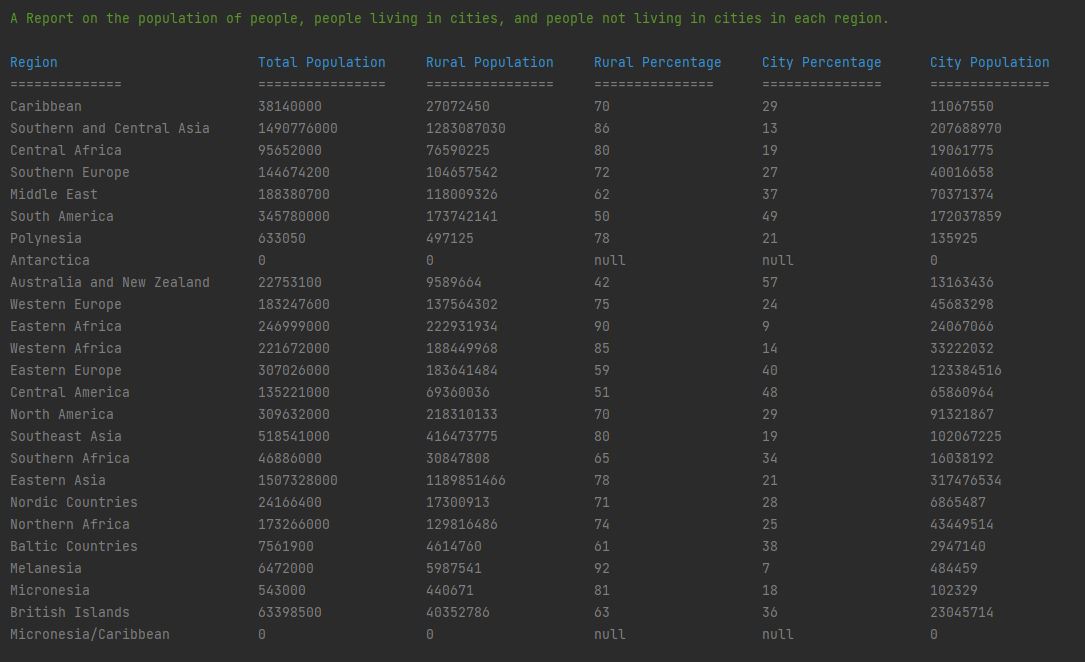 A Report on the population of people, people living in cities, and people not living in cities in each region.
Region Total Population Rural Population Rural Percentage City Percentage City Population
============== ================ ================ =============== =============== ===============
Caribbean 38140000 27072450 70 29 11067550
Southern and Central Asia 1490776000 1283087030 86 13 207688970
Central Africa 95652000 76590225 80 19 19061775
Southern Europe 144674200 104657542 72 27 40016658
Middle East 188380700 118009326 62 37 70371374
South America 345780000 173742141 50 49 172037859
Polynesia 633050 497125 78 21 135925
Antarctica 0 0 null null 0
Australia and New Zealand 22753100 9589664 42 57 13163436
Western Europe 183247600 137564302 75 24 45683298
Eastern Africa 246999000 222931934 90 9 24067066
Western Africa 221672000 188449968 85 14 33222032
Eastern Europe 307026000 183641484 59 40 123384516
Central America 135221000 69360036 51 48 65860964
North America 309632000 218310133 70 29 91321867
Southeast Asia 518541000 416473775 80 19 102067225
Southern Africa 46886000 30847808 65 34 16038192
Eastern Asia 1507328000 1189851466 78 21 317476534
Nordic Countries 24166400 17300913 71 28 6865487
Northern Africa 173266000 129816486 74 25 43449514
Baltic Countries 7561900 4614760 61 38 2947140
Melanesia 6472000 5987541 92 7 484459
Micronesia 543000 440671 81 18 102329
British Islands 63398500 40352786 63 36 23045714
Micronesia/Caribbean 0 0 null null 0